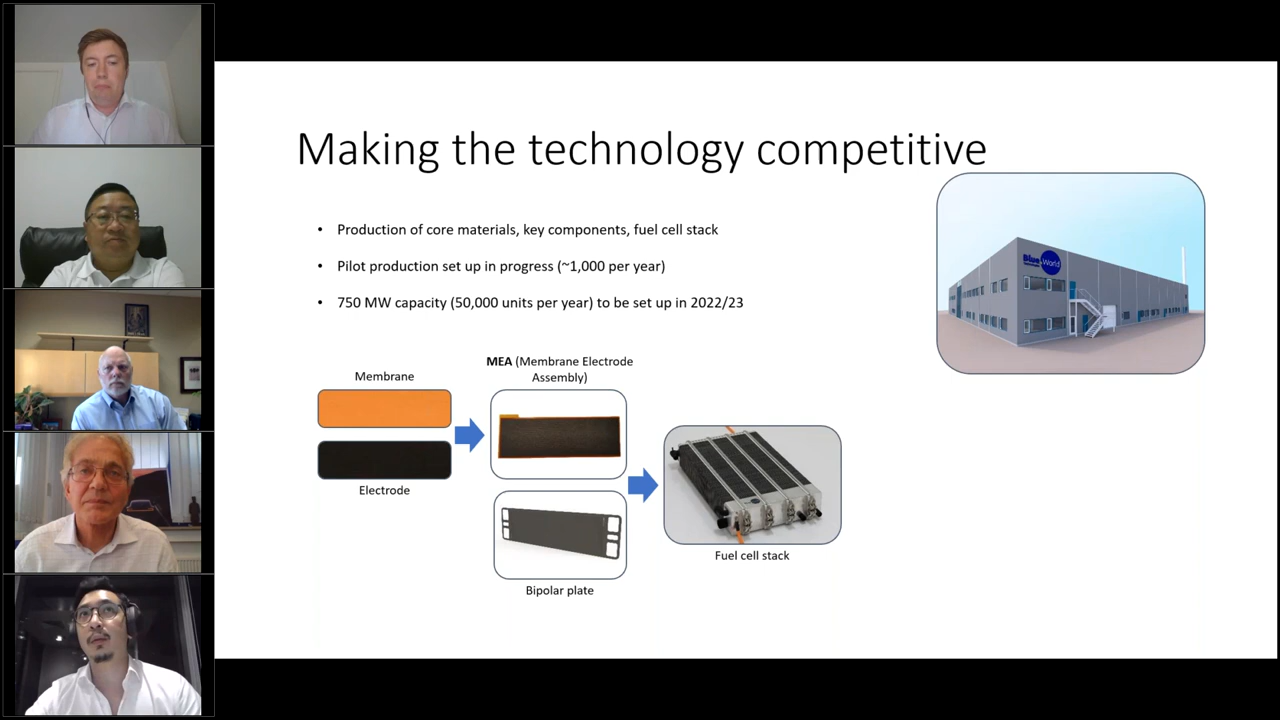 Making the technology competitive
• Production of core materials, key components, fuel cell stack
• Pilot production set up in progress (~1,000 per year)
• 750 MW capacity (50,000 units per year) to be set up in 2022/23
Blue World
MEA (Membrane Electrode
Assembly)
Membrane
Electrode
Bipolar plate
Fuel cell stack